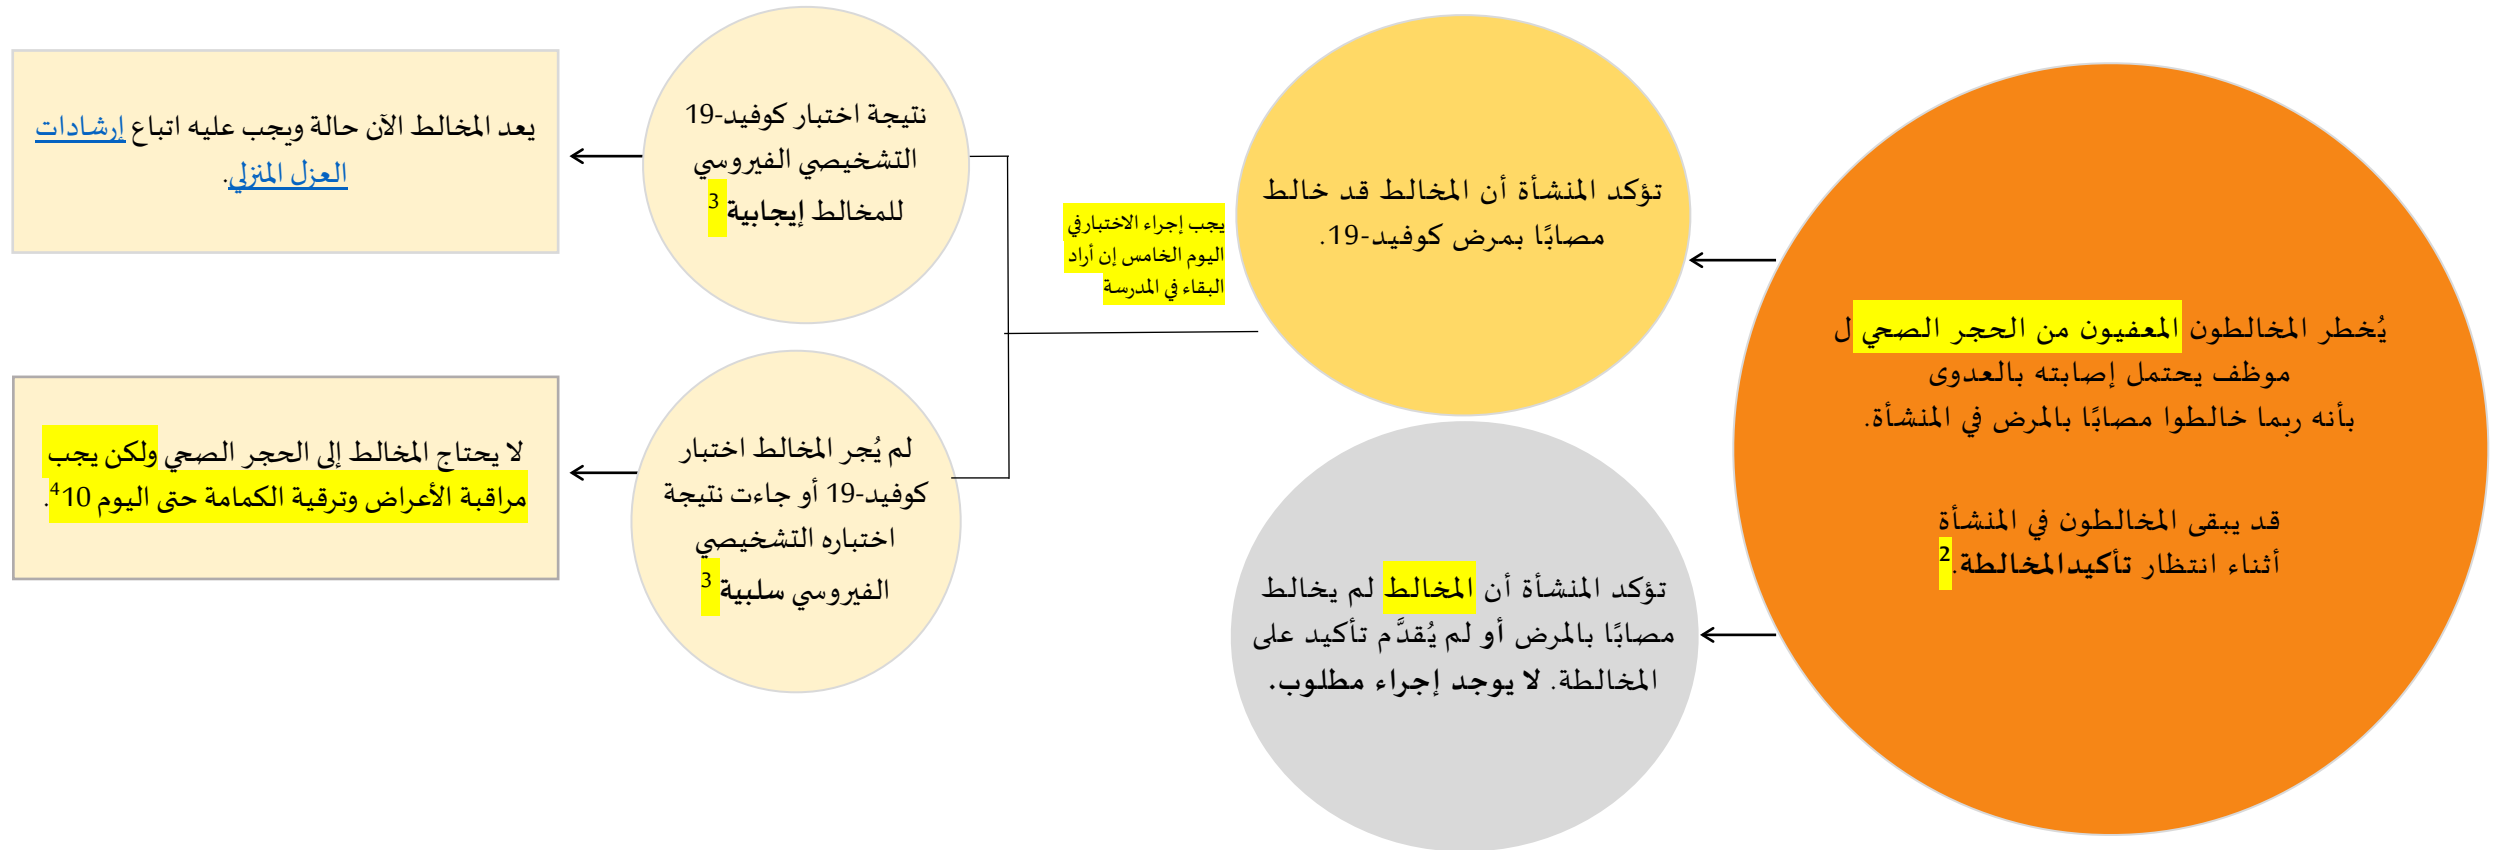 يُخطر المخالطون المعفيون من الحجر الصحي ل
موظف يحتمل إصابته بالعدوى
بأنه ربما خالطوا مصابًا بالمرض في المنشأة.
قد يبقى المخالطون في المنشأة
أثناء انتظار تأكيدالمخالطة.2
تؤكد المنشأة أن المخالط قد خالط
مصابًا بمرض كوفيد-19.
تؤكد المنشأة أن المخالط لم يخالط
مصابًا بالمرض أو لم يُقدَّم تأكيد على
المخالطة. لا يوجد إجراء مطلوب.
يجب إجراء الاختبارفي
اليوم الخامس إن أراد
البقاء في المدرسة
نتيجة اختبار كوفيد-19
التشخيصي الفيروسي
للمخالط إيجابية 3
يعد المخالط الآن حالة ويجب عليه اتباع إرشادات
العزل المنزلي.
لم يُجر المخالط اختبار
كوفيد-19 أو جاءت نتيجة
اختباره التشخيصي
الفيروسي سلبية 3
لا يحتاج المخالط إلى الحجر الصحي ولكن يجب
مراقبة الأعراض وترقية الكمامة حتى اليوم 10 4.